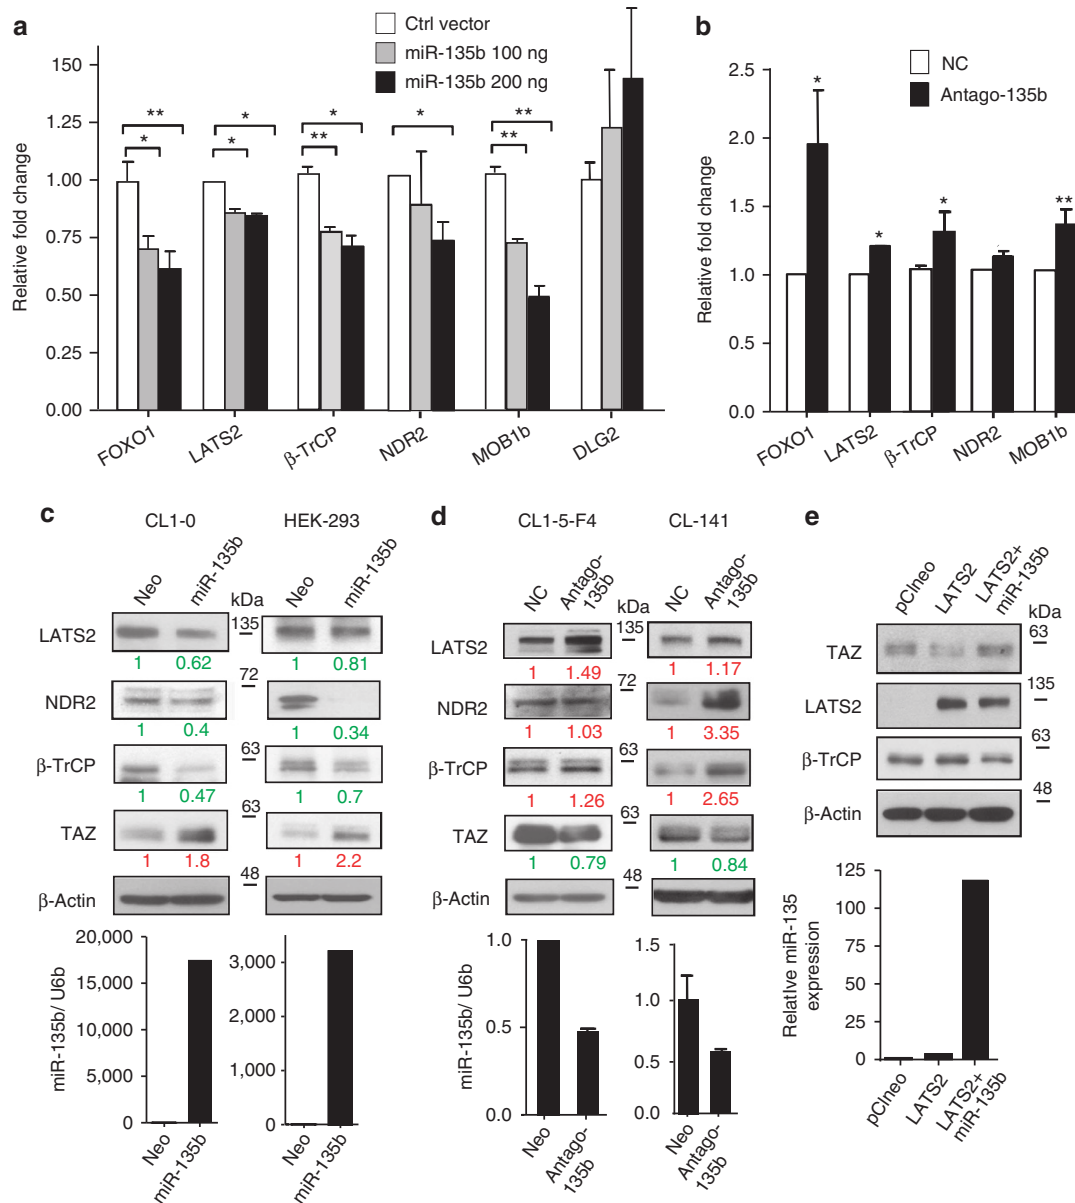 a
Ctrl vector
miR-135b 100 ng
miR-135b 200 ng
Relative fold change
150
1.25
1.00
0.75
0.50
0.00
** * * * * ** * ** **
FOXO1 LATS2 β-TrCP NDR2 MOB1b DLG2
b
NC
Antago-135b
Relative fold change
2.5
2.0
1.5
1.0
0.5
0.0
* * * **
FOXO1 LATS2 β-TrCP NDR2 MOB1b
c
CL1-0 HEK-293
Neo miR-135b kDa Neo miR-135b
LATS2 135
1 0.62 1 0.81
NDR2 72
1 0.4 1 0.34
β-TrCP 63
1 0.47 1 0.7
TAZ 63
1 1.8 1 2.2
β-Actin 48
miR-135b/ U6b
20,000
15,000
10,000
5,000
0
Neo miR-135b
3,000
2,000
1,000
0
Neo miR-135b
d
CL1-5-F4 CL-141
NC Antago-135b kDa NC Antago-135b
LATS2 135
1 1.49 1 1.17
NDR2 72
1 1.03 1 3.35
β-TrCP 63
1 1.26 1 2.65
TAZ 63
1 0.79 1 0.84
β-Actin 48
miR-135b/ U6b
1.0
0.5
1.0
Neo Antago-135b
1.5
1.0
0.5
0.0
Neo Antago-135b
e
pCIneo LATS2 LATS2+ miR-135b kDa
TAZ 63
LATS2 135
β-TrCP 63
β-Actin 48
Relative miR-135 expression
125
100
75
50
25
0
pCIneo LATS2 LATS2+ miR-135b